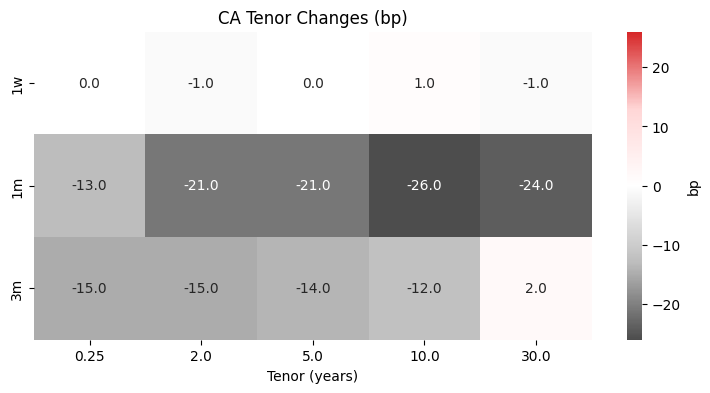 CA Tenor Changes (bp)
1w 0.0 -1.0 0.0 1.0 -1.0
1m -13.0 -21.0 -21.0 -26.0 -24.0
3m -15.0 -15.0 -14.0 -12.0 2.0
0.25 2.0 5.0 10.0 30.0
Tenor (years)
20
10
0
−10
−20
bp